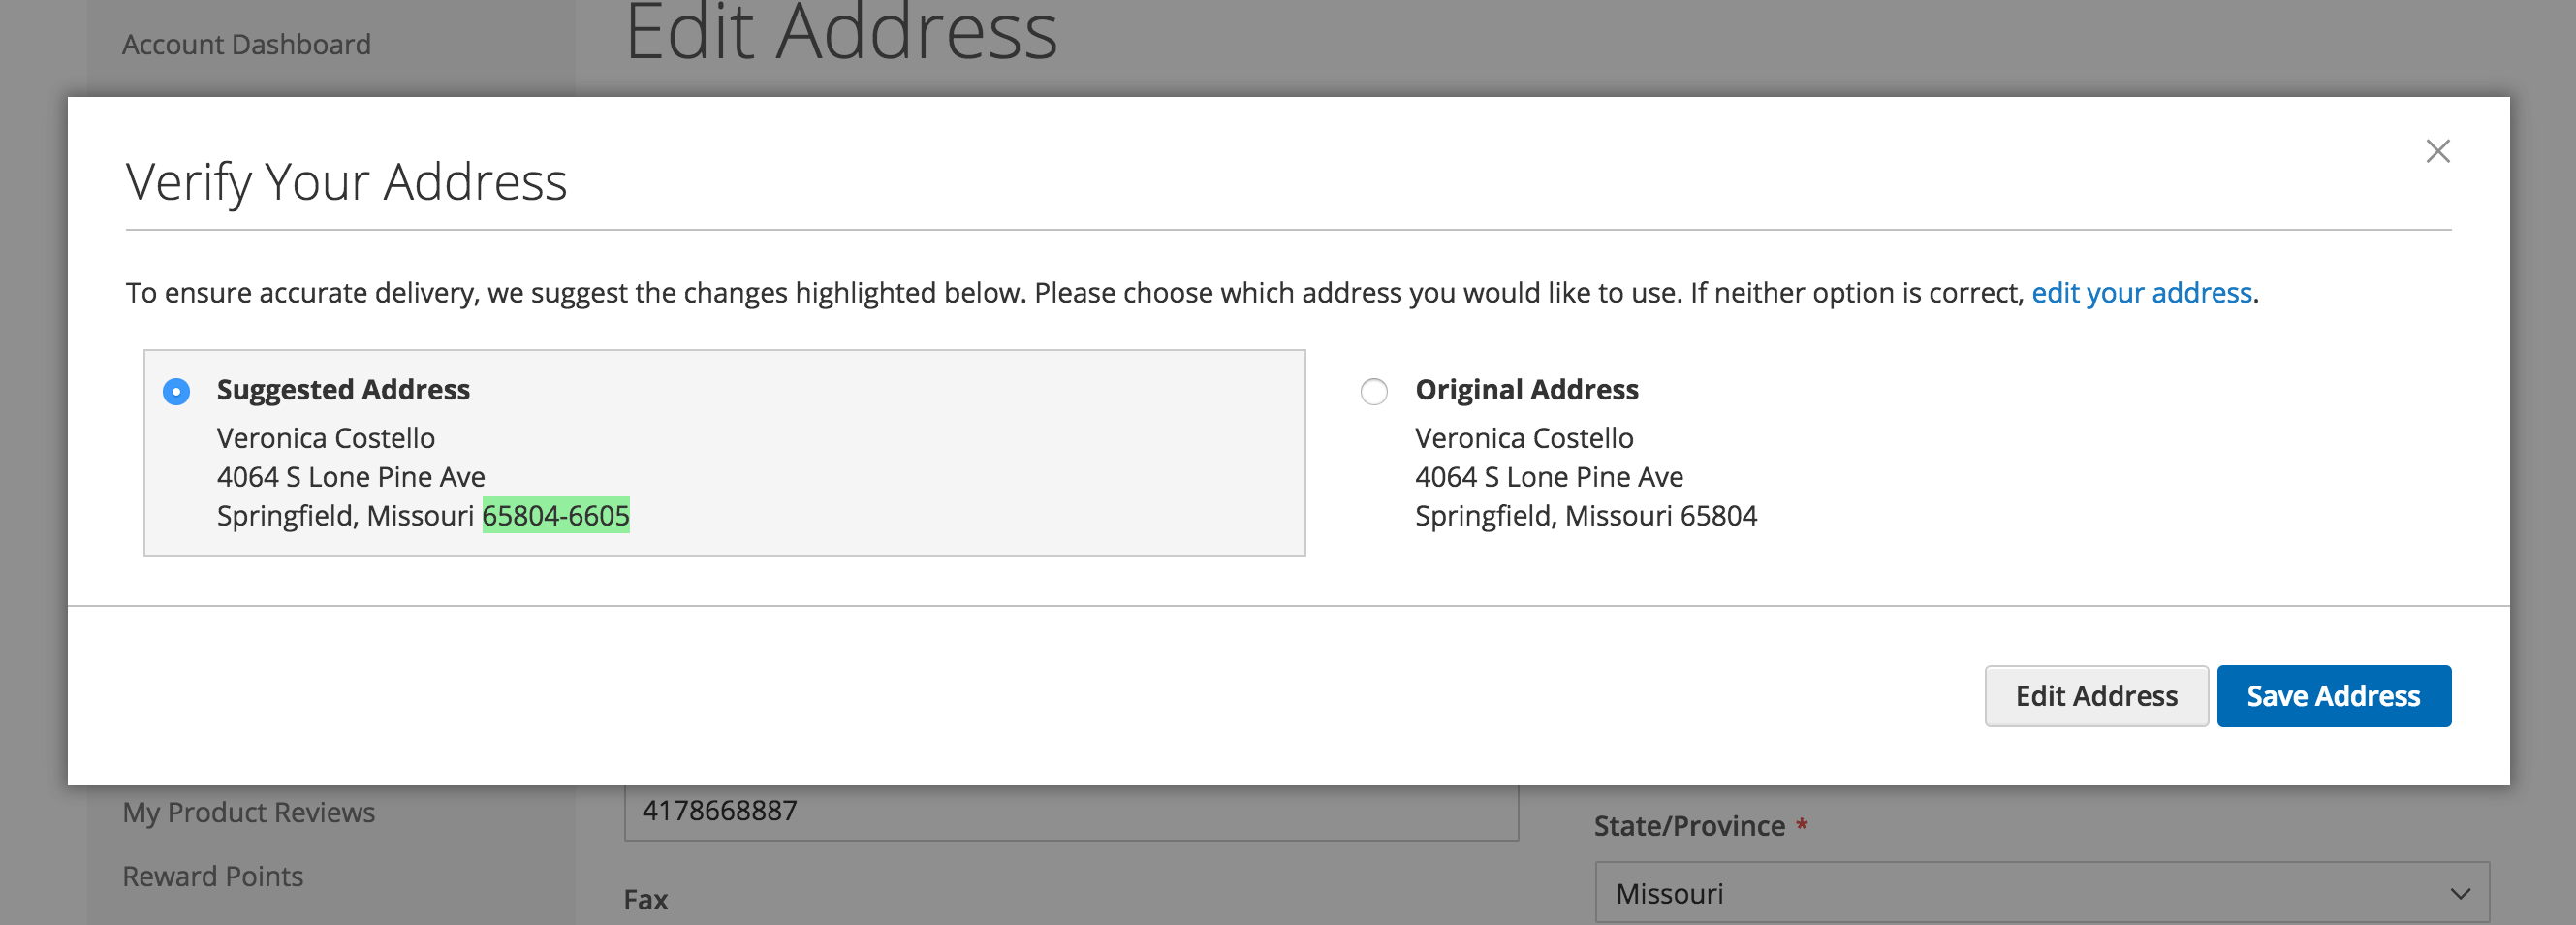 Account Dashboard
Edit Address
Verify Your Address
To ensure accurate delivery, we suggest the changes highlighted below. Please choose which address you would like to use. If neither option is correct, edit your address.
Suggested Address
Veronica Costello
4064 S Lone Pine Ave
Springfield, Missouri 65804-6605
Original Address
Veronica Costello
4064 S Lone Pine Ave
Springfield, Missouri 65804
Edit Address
Save Address
My Product Reviews
Reward Points
4178668887
Fax
State/Province *
Missouri